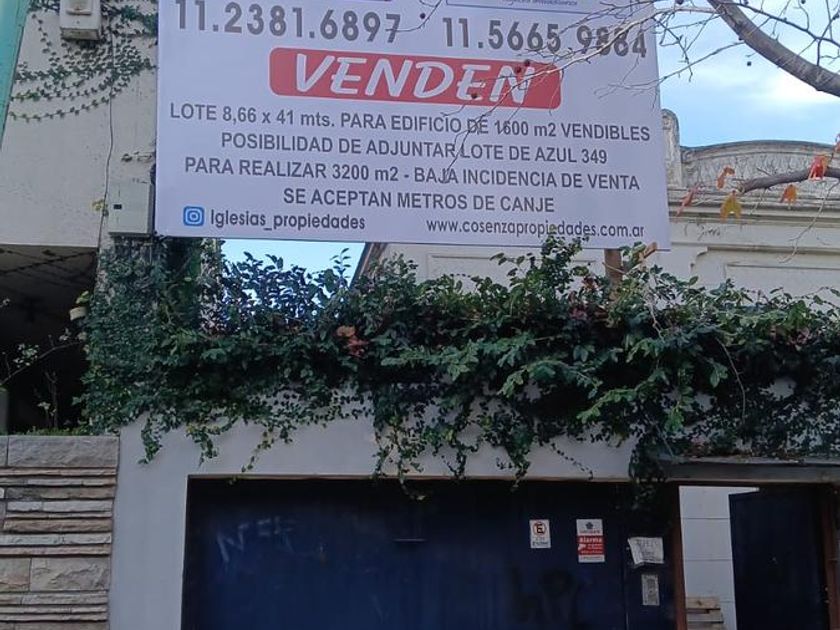 11.2381.6897
11.5665.9884
VENDEN
LOTE 8,66 x 41 mts. PARA EDIFICIO DE 1600 m2 VENDIBLES
POSIBILIDAD DE ADJUNTAR LOTE DE AZUL 349
PARA REALIZAR 3200 m2 - BAJA INCIDENCIA DE VENTA
SE ACEPTAN METROS DE CANJE
Iglesias_propiedades
www.cosenzapropiedades.com.ar
Alarma